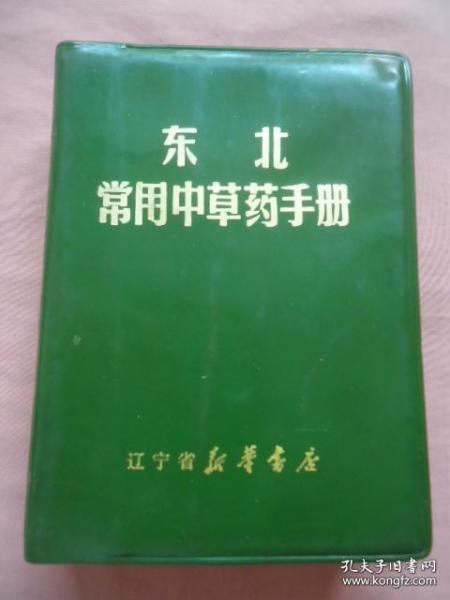 东 北
常用中草药手册
辽宁省 新华书店
孔夫子旧书网
www.kongfz.com